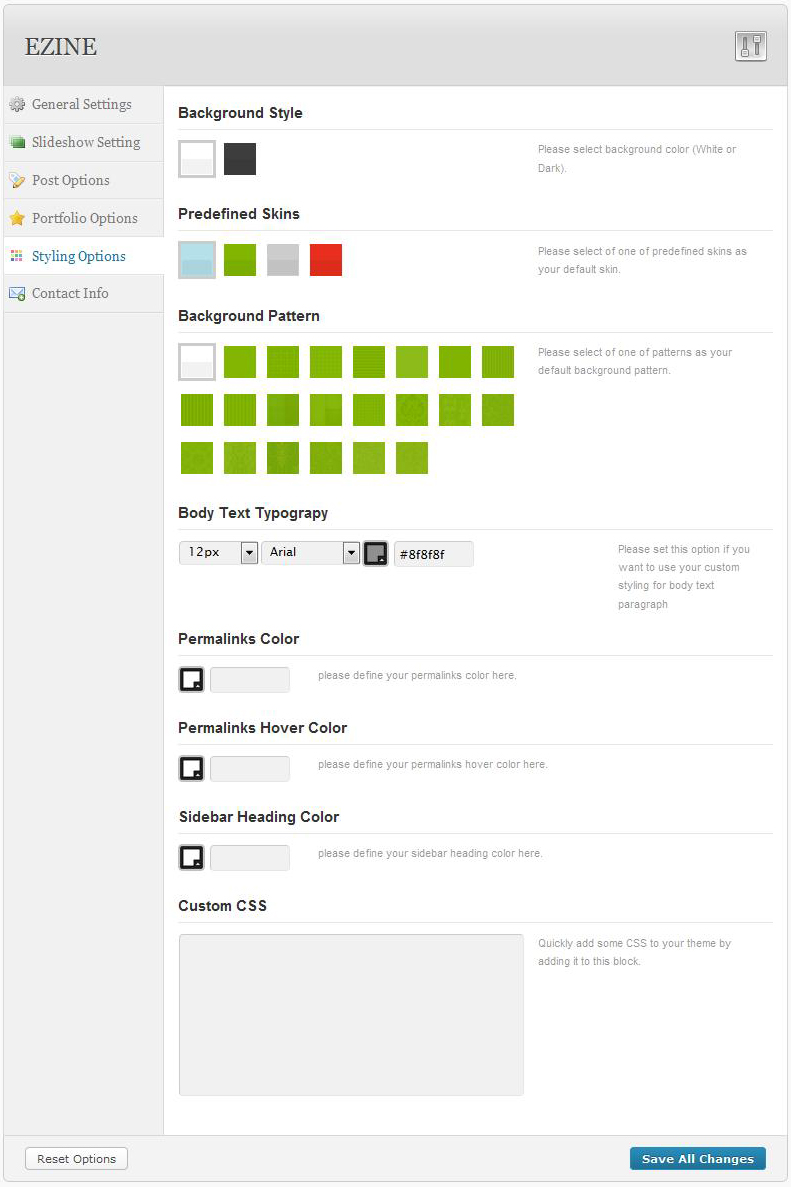 EZINE
General Settings
Slideshow Setting
Post Options
Portfolio Options
Styling Options
Contact Info
Background Style
Please select background color (White or
Dark).
Predefined Skins
Please select of one of predefined skins as
your default skin.
Background Pattern
Please select of one of patterns as your
default background pattern.
Body Text Typograpy
12px
Arial
#8f8f8f
Please set this option if you
want to use your custom
styling for body text
paragraph
Permalinks Color
please define your permalinks color here.
Permalinks Hover Color
please define your permalinks hover color here.
Sidebar Heading Color
please define your sidebar heading color here.
Custom CSS
Quickly add some CSS to your theme by
adding it to this block.
Reset Options
Save All Changes